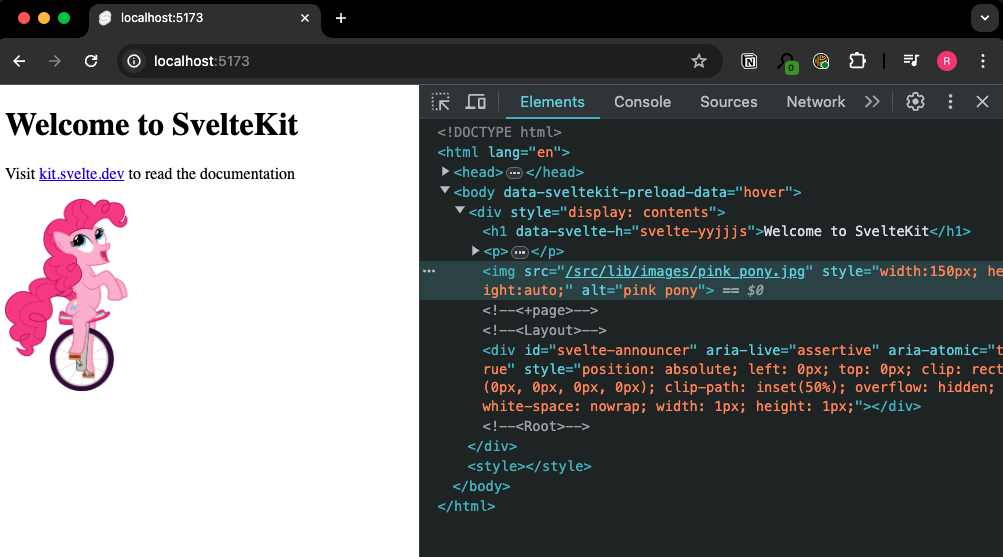 localhost:5173
localhost:5173
0
R
Welcome to SvelteKit
Visit kit.svelte.dev to read the documentation
Elements
Console
Sources
Network
<!DOCTYPE html>
<html lang="en">
<head>
</head>
<body data-sveltekit-preload-data="hover">
<div style="display: contents">
<h1 data-svelte-h="svelte-yyjjjs">Welcome to SvelteKit</h1>
<p>
</p>
<img src="/src/lib/images/pink_pony.jpg" style="width:150px; he
ight:auto;" alt="pink pony"> == $0
<!--<+page>-->
<!--<Layout>-->
<div id="svelte-announcer" aria-live="assertive" aria-atomic="t
rue" style="position: absolute; left: 0px; top: 0px; clip: rect
(0px, 0px, 0px, 0px); clip-path: inset(50%); overflow: hidden;
white-space: nowrap; width: 1px; height: 1px;"></div>
<!--<Root>-->
</div>
<style></style>
</body>
</html>